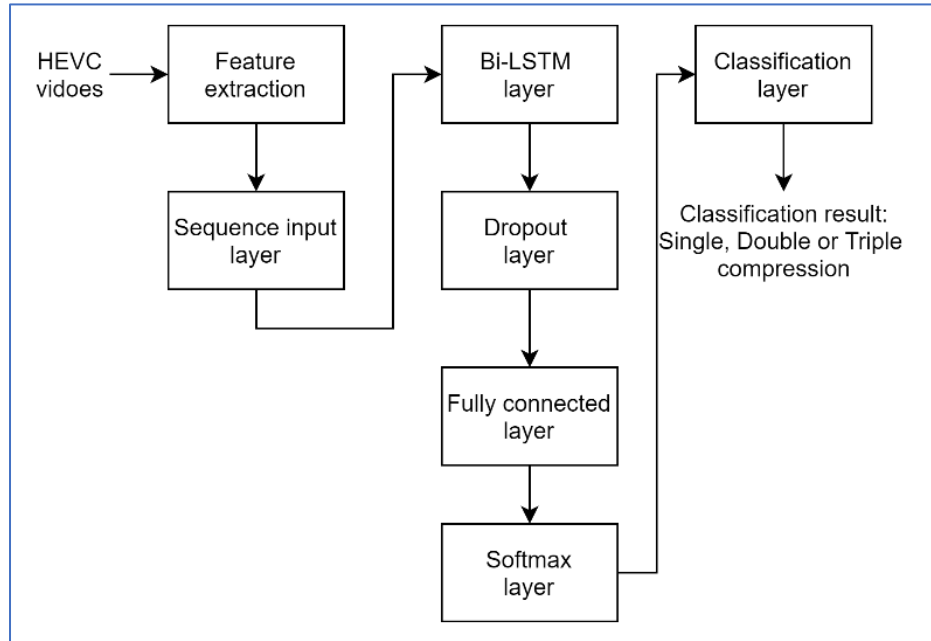 HEVC
vidoes
Feature
extraction
Sequence input
layer
Bi-LSTM
layer
Dropout
layer
Fully connected
layer
Softmax
layer
Classification
layer
Classification result:
Single, Double or Triple
compression